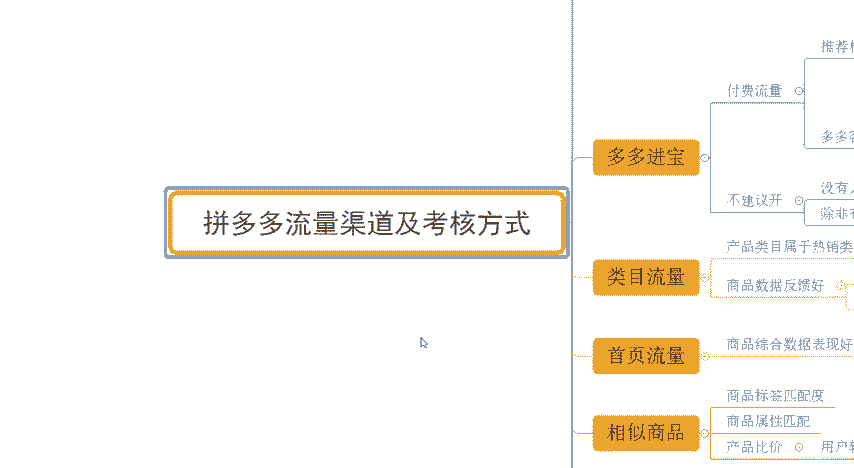 拼多多流量渠道及考核方式
多多进宝
付费流量
推荐
多多
不建议开
没有
除非
类目流量
产品类目属于热销类
商品数据反馈好
首页流量
商品综合数据表现好
相似商品
商品标签匹配度
商品属性匹配
产品比价
用户